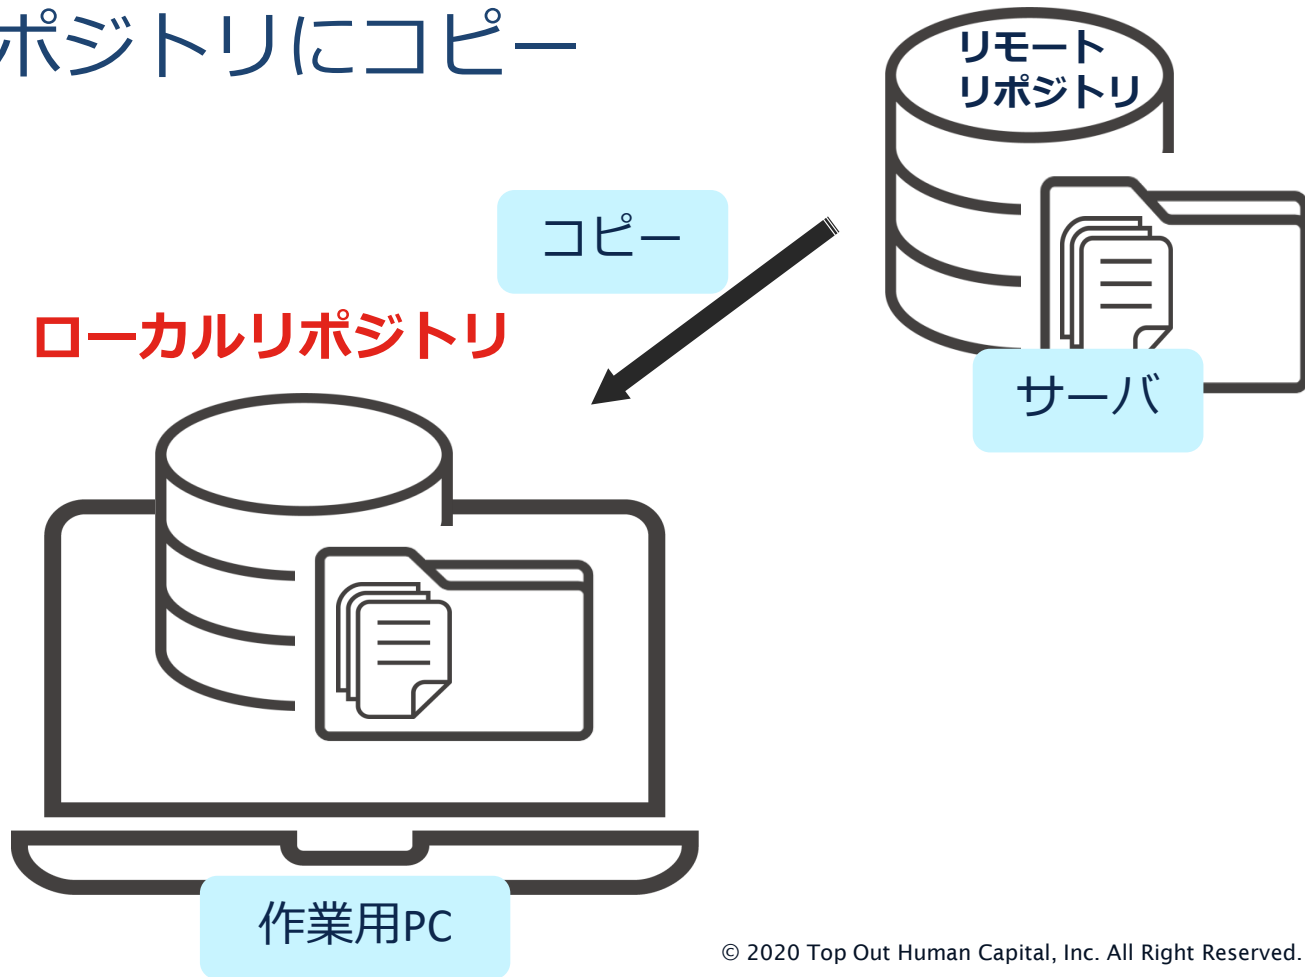 ポジトリにコピー
リモート
リポジトリ
コピー
ローカルリポジトリ
サーバ
作業用PC
© 2020 Top Out Human Capital, Inc. All Right Reserved.